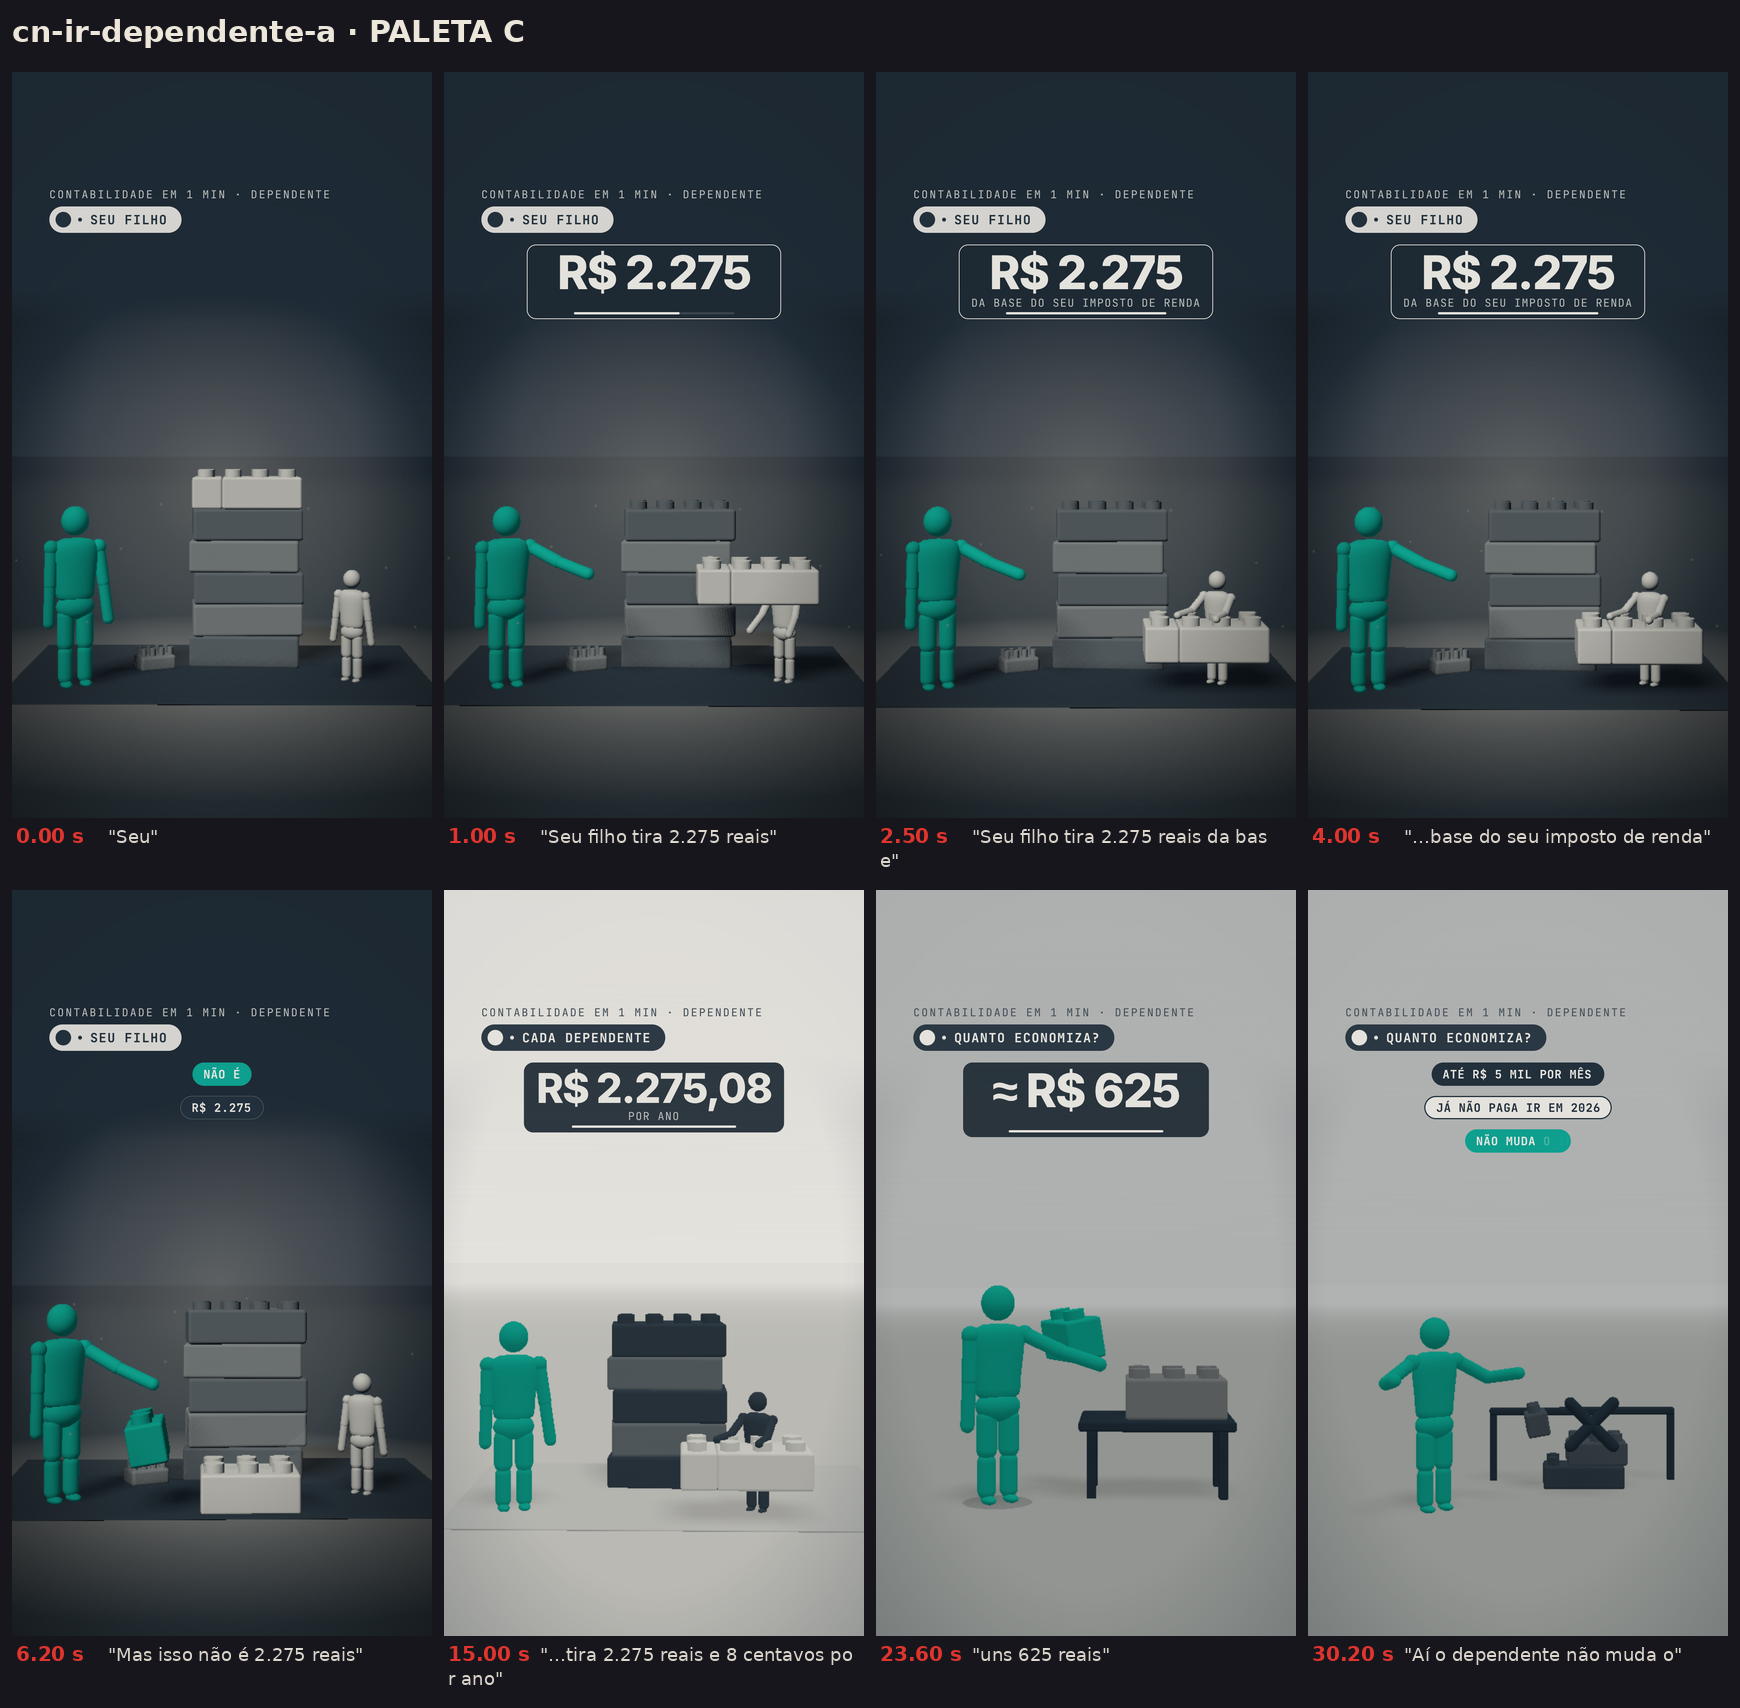 cn-ir-dependente-a · PALETA C
CONTABILIDADE EM 1 MIN · DEPENDENTE
• SEU FILHO
0.00 s "Seu"
CONTABILIDADE EM 1 MIN · DEPENDENTE
• SEU FILHO
R$ 2.275
1.00 s "Seu filho tira 2.275 reais"
CONTABILIDADE EM 1 MIN · DEPENDENTE
• SEU FILHO
R$ 2.275
DA BASE DO SEU IMPOSTO DE RENDA
2.50 s "Seu filho tira 2.275 reais da bas
e"
CONTABILIDADE EM 1 MIN · DEPENDENTE
• SEU FILHO
R$ 2.275
DA BASE DO SEU IMPOSTO DE RENDA
4.00 s "...base do seu imposto de renda"
CONTABILIDADE EM 1 MIN · DEPENDENTE
• SEU FILHO
NÃO É
R$ 2.275
6.20 s "Mas isso não é 2.275 reais"
CONTABILIDADE EM 1 MIN · DEPENDENTE
• CADA DEPENDENTE
R$ 2.275,08
POR ANO
15.00 s "...tira 2.275 reais e 8 centavos po
r ano"
CONTABILIDADE EM 1 MIN · DEPENDENTE
• QUANTO ECONOMIZA?
≈ R$ 625
23.60 s "uns 625 reais"
CONTABILIDADE EM 1 MIN · DEPENDENTE
• QUANTO ECONOMIZA?
ATÉ R$ 5 MIL POR MÊS
JÁ NÃO PAGA IR EM 2026
NÃO MUDA O
30.20 s "Aí o dependente não muda o"